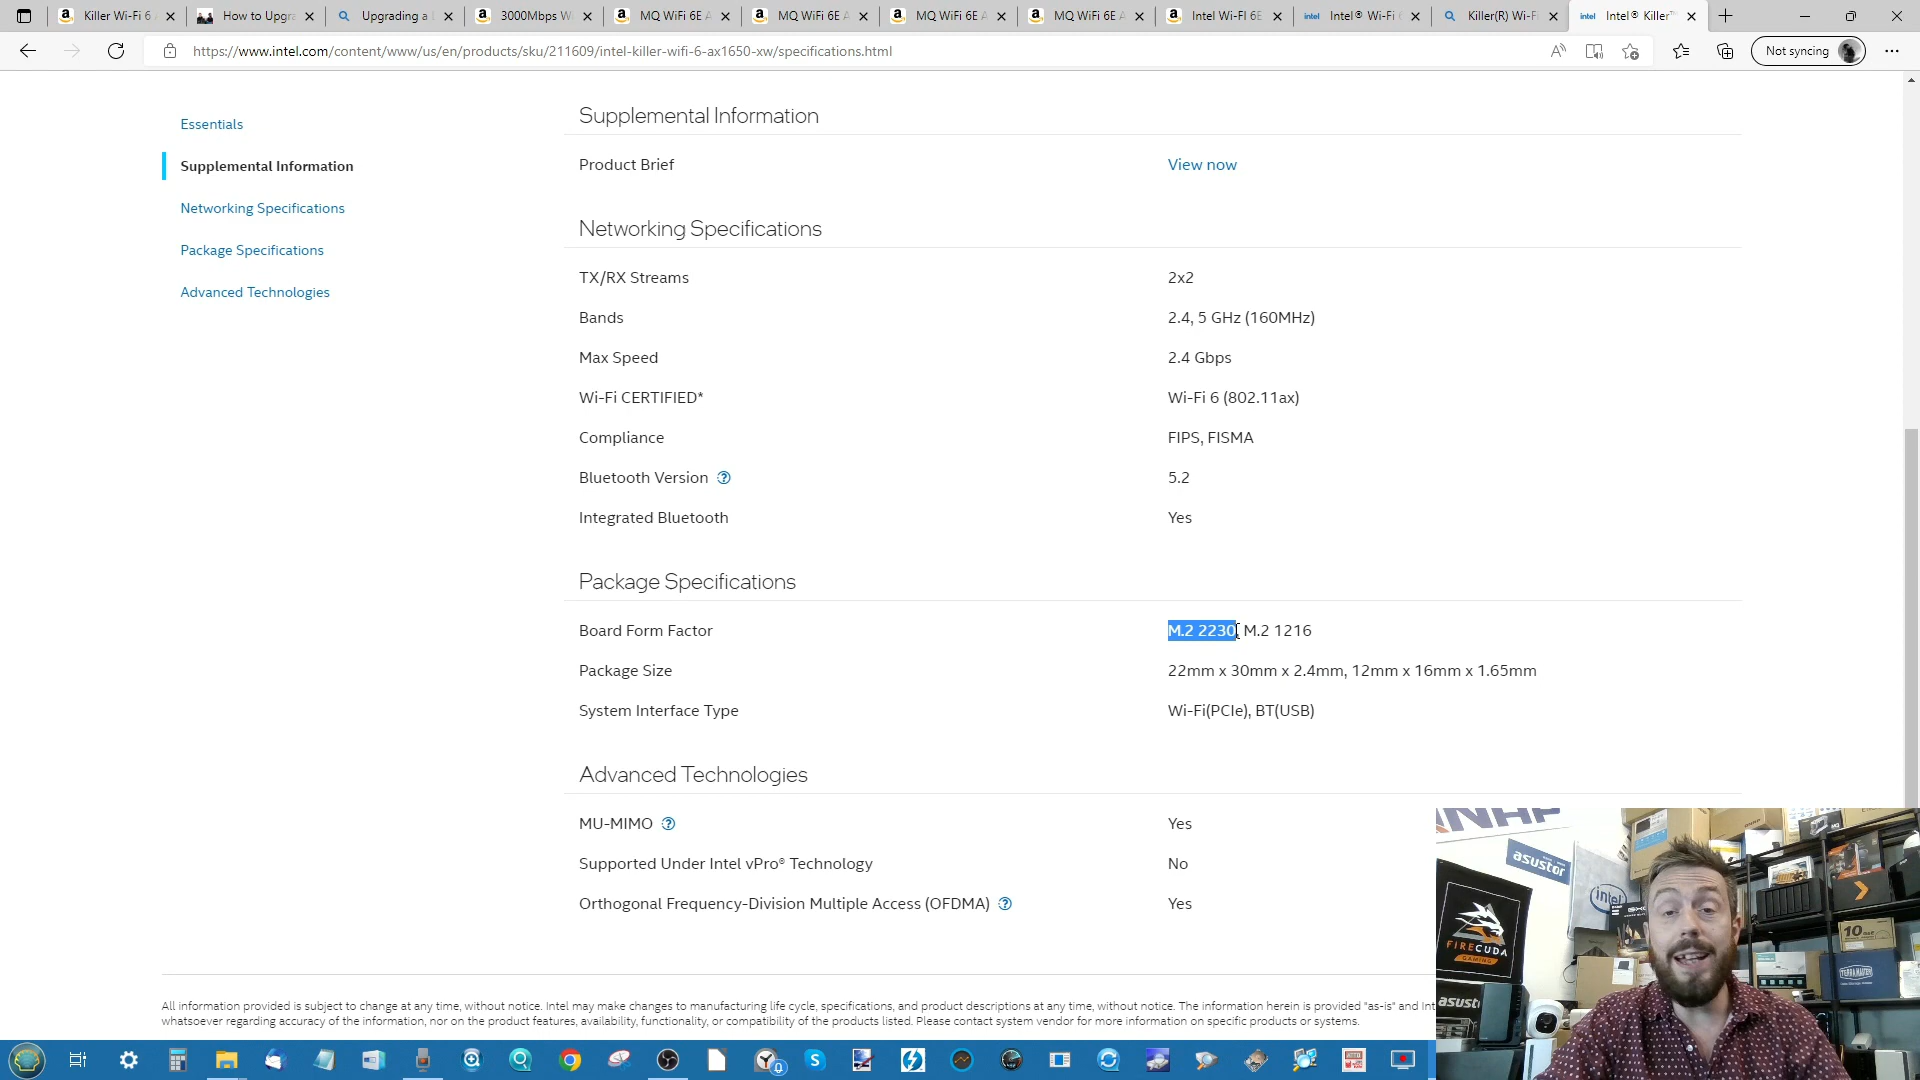 Killer Wi-Fi 6
How to Upgra
Upgrading a
3000Mbps W
MQ WiFi 6E A
MQ WiFi 6E A
MQ WiFi 6E A
MQ WiFi 6E A
Intel Wi-FI 6E
intel Intel® Wi-Fi
Killer(R) Wi-F
intel Intel® Killer™
https://www.intel.com/content/www/us/en/products/sku/211609/intel-killer-wifi-6-ax1650-xw/specifications.html
Not syncing
Essentials
Supplemental Information
Networking Specifications
Package Specifications
Advanced Technologies
Supplemental Information
Product Brief View now
Networking Specifications
TX/RX Streams 2x2
Bands 2.4, 5 GHz (160MHz)
Max Speed 2.4 Gbps
Wi-Fi CERTIFIED* Wi-Fi 6 (802.11ax)
Compliance FIPS, FISMA
Bluetooth Version 5.2
Integrated Bluetooth Yes
Package Specifications
Board Form Factor M.2 2230, M.2 1216
Package Size 22mm x 30mm x 2.4mm, 12mm x 16mm x 1.65mm
System Interface Type Wi-Fi(PCIe), BT(USB)
Advanced Technologies
MU-MIMO Yes
Supported Under Intel vPro® Technology No
Orthogonal Frequency-Division Multiple Access (OFDMA) Yes
All information provided is subject to change at any time, without notice. Intel may make changes to manufacturing life cycle, specifications, and product descriptions at any time, without notice. The information herein is provided "as-is" and Int
whatsoever regarding accuracy of the information, nor on the product features, availability, functionality, or compatibility of the products listed. Please contact system vendor for more information on specific products or systems.
asustor
intel
FIRECUDA
GAMING
asust